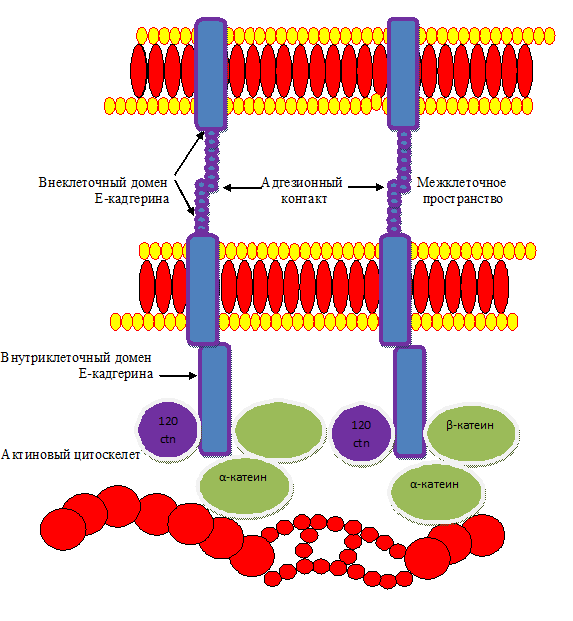 Внеклеточный домен
Е-кадгерина
Адгезионный
контакт
Межклеточное
пространство
Внутриклеточный домен
Е-кадгерина
120
ctn
120
ctn
β-катеин
Актиновый цитоскелет
α-катеин
α-катеин